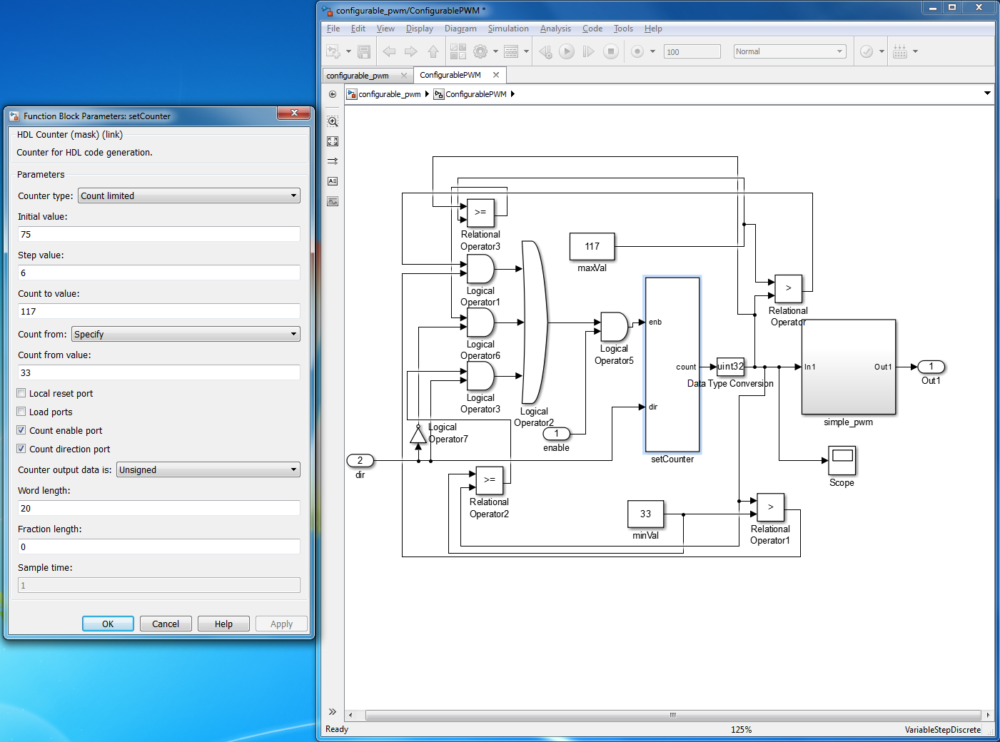 Function Block Parameters: setCounter
HDL Counter (mask) (link)
Counter for HDL code generation.
Parameters
Counter type: Count limited
Initial value:
75
Step value:
6
Count to value:
117
Count from: Specify
Count from value:
33
Local reset port
Load ports
Count enable port
Count direction port
Counter output data is: Unsigned
Word length:
20
Fraction length:
0
Sample time:
1
OK Cancel Help Apply
configurable_pwm/ConfigurablePWM *
File Edit View Display Diagram Simulation Analysis Code Tools Help
100 Normal
configurable_pwm ConfigurablePWM
configurable_pwm ConfigurablePWM
>=
Relational
Operator3
117
maxVal
Logical
Operator1
>
Relational
Operator
Logical
Operator6
Logical
Operator5
enb
count
dir
setCounter
uint32
Data Type Conversion
In1 Out1
simple_pwm
1
Out1
Logical
Operator3
Logical
Operator2
Logical
Operator7
1
enable
2
dir
Scope
>=
Relational
Operator2
33
minVal
>
Relational
Operator1
Ready 125% VariableStepDiscrete